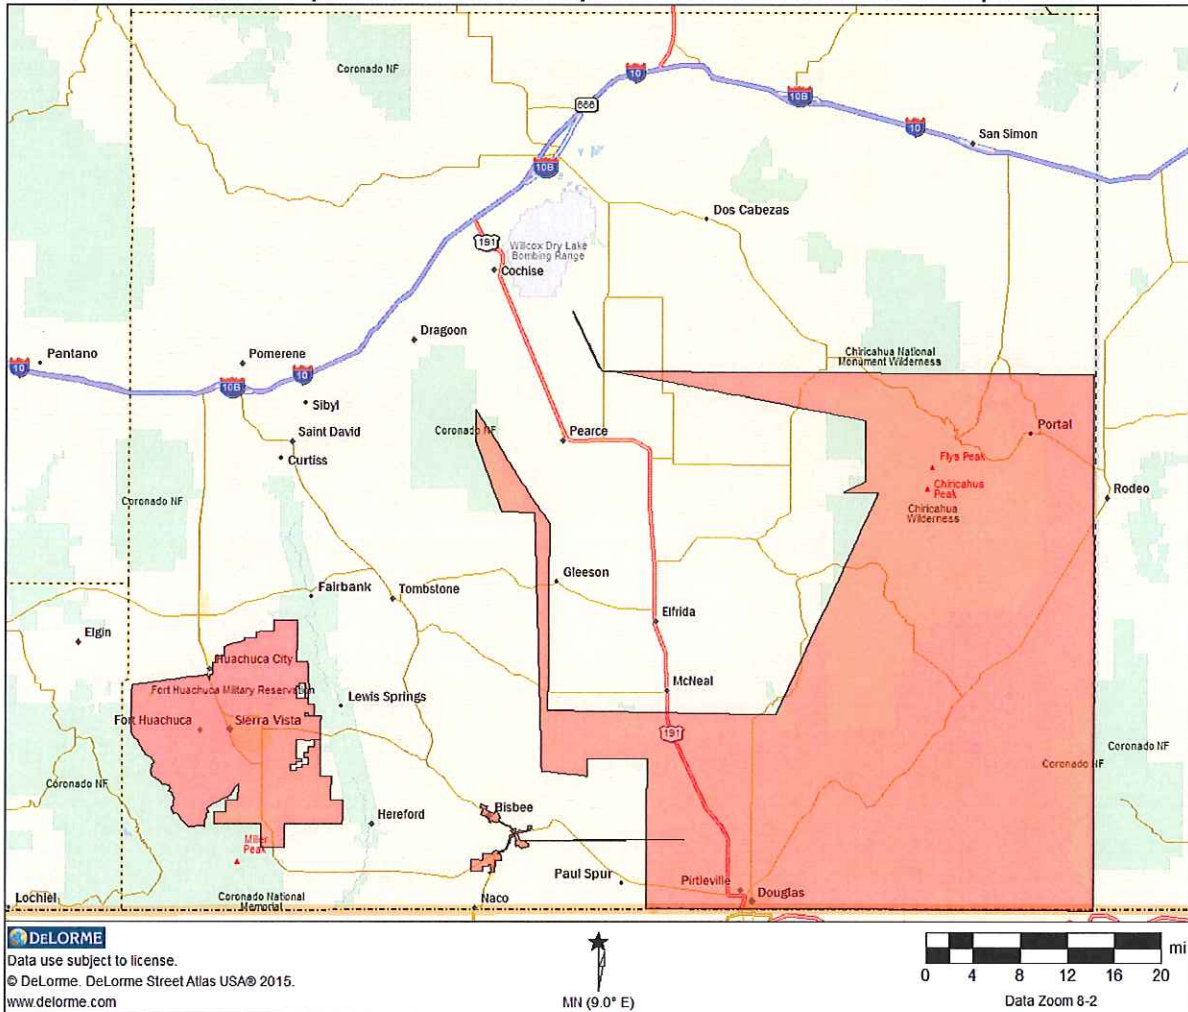 Coronado NF
10
666
10B
10
San Simon
10B
Dos Cabezas
191
Willcox Dry Lake
Bombing Range
Cochise
Dragoon
Pantano
Pomerene
10
10B
10
Chiricahua National
Monument Wilderness
Sibyl
Coronado NF
Pearce
Portal
Saint David
Curtiss
Flys Peak
Chiricahua
Peak
Rodeo
Coronado NF
Chiricahua
Wilderness
Gleeson
Fairbank
Tombstone
Elfrida
Elgin
Huachuca City
Fort Huachuca Military Reservation
Lewis Springs
McNeal
Fort Huachuca
Sierra Vista
191
Coronado NF
Coronado NF
Coronado NF
Hereford
Bisbee
Miller
Peak
Paul Spur
Pirtleville
Douglas
Lochiel
Coronado National
Memorial
Naco
DELORME
Data use subject to license.
© DeLorme. DeLorme Street Atlas USA® 2015.
www.delorme.com
MN (9.0° E)
mi
0 4 8 12 16 20
Data Zoom 8-2